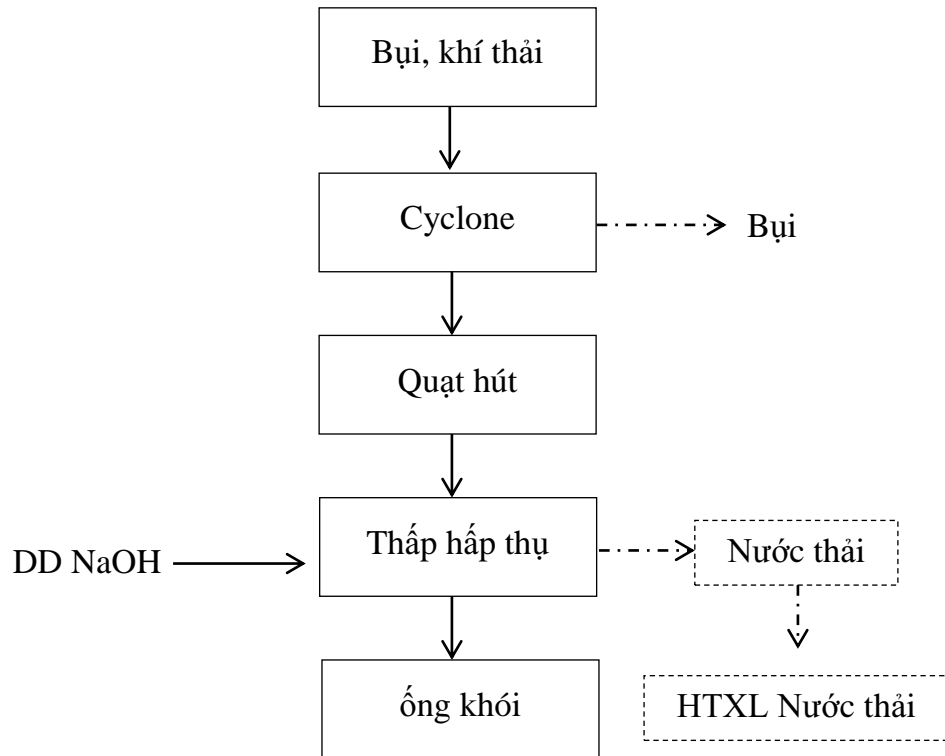 Bụi, khí thải
Cyclone
Bụi
Quạt hút
Thấp hấp thụ
DD NaOH
Nước thải
ống khói
HTXL Nước thải